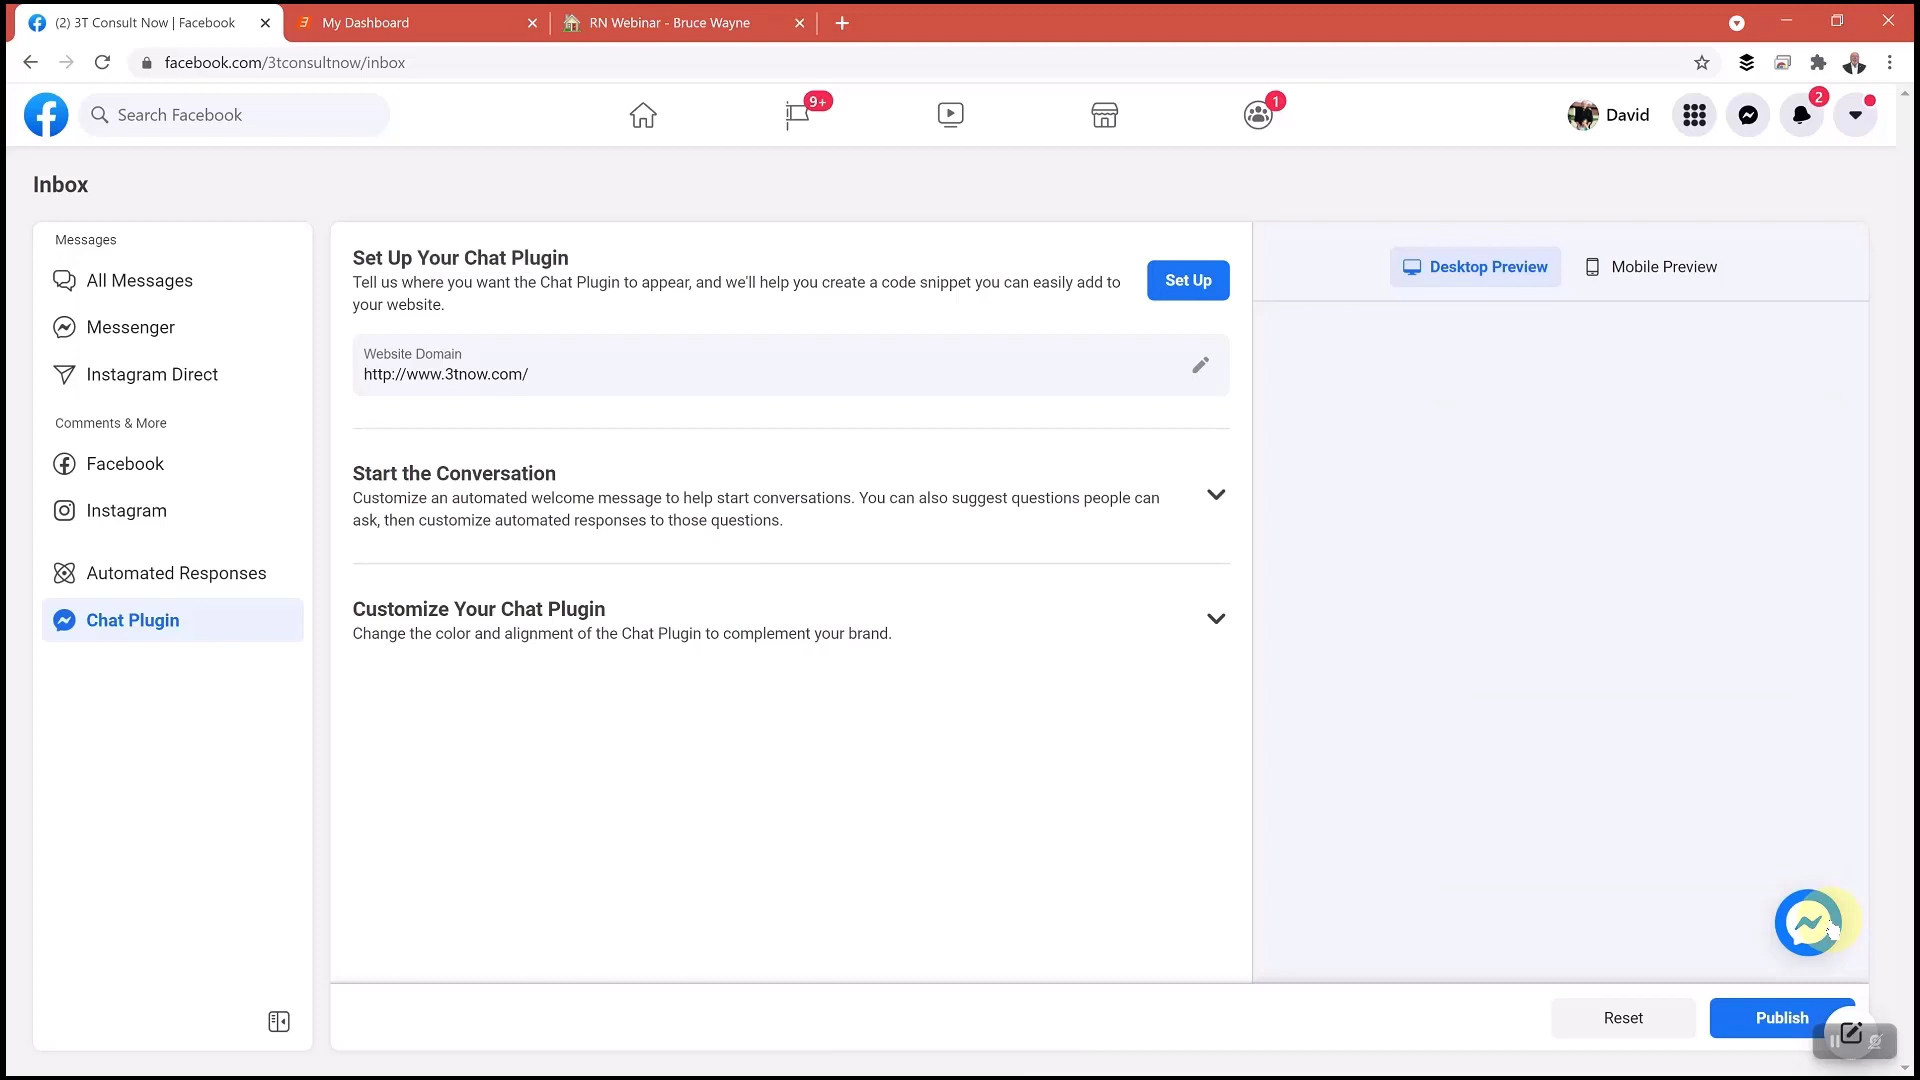 (2) 3T Consult Now | Facebook
My Dashboard
RN Webinar - Bruce Wayne
facebook.com/3tconsultnow/inbox
Search Facebook
9+
1
David
2
Inbox
Messages
All Messages
Messenger
Instagram Direct
Comments & More
Facebook
Instagram
Automated Responses
Chat Plugin
Set Up Your Chat Plugin
Tell us where you want the Chat Plugin to appear, and we'll help you create a code snippet you can easily add to
your website.
Set Up
Website Domain
http://www.3tnow.com/
Start the Conversation
Customize an automated welcome message to help start conversations. You can also suggest questions people can
ask, then customize automated responses to those questions.
Customize Your Chat Plugin
Change the color and alignment of the Chat Plugin to complement your brand.
Desktop Preview
Mobile Preview
Reset
Publish